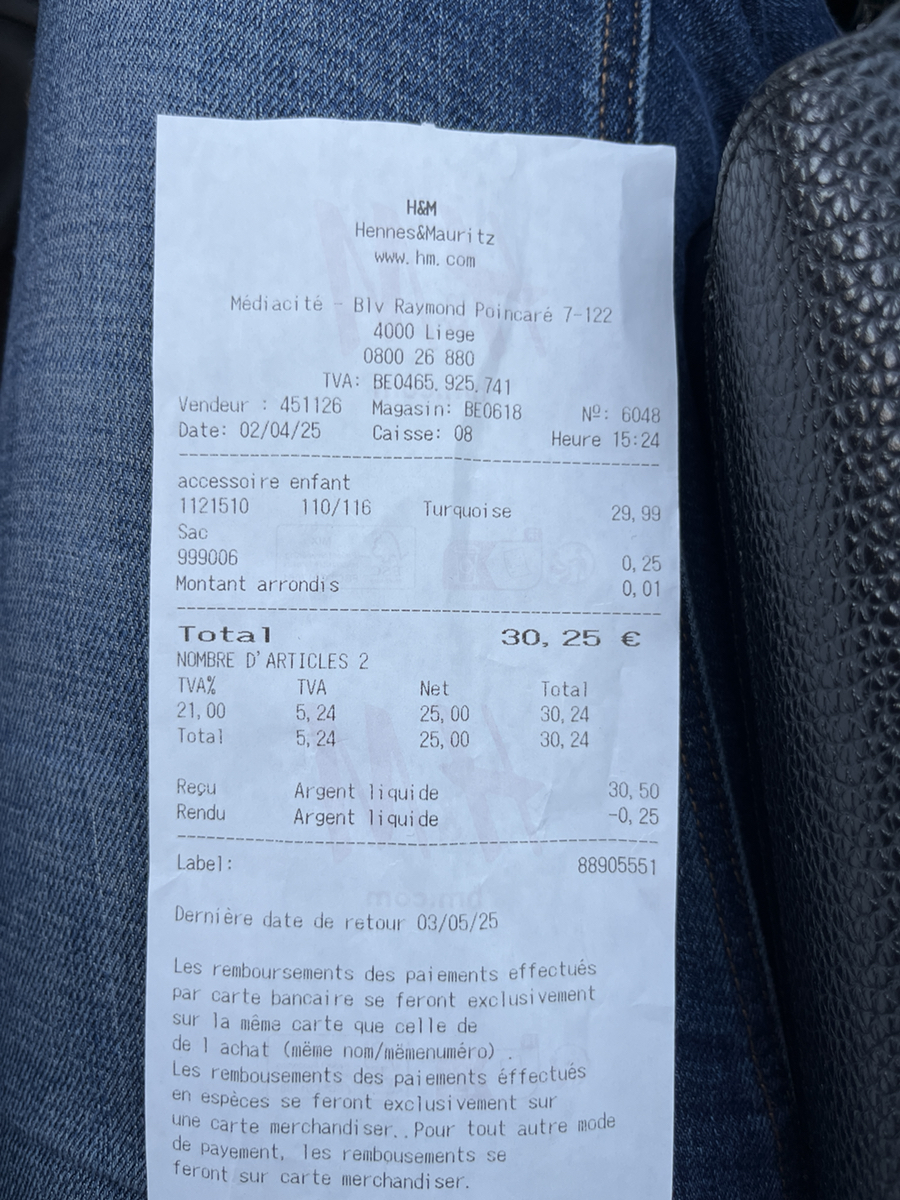 H&M
Hennes&Mauritz
www.hm.com
Médiacité - Blv Raymond Poincaré 7-122
4000 Liege
0800 26 880
TVA: BE0465.925.741
Vendeur : 451126 Magasin: BE0618 Nº: 6048
Date: 02/04/25 Caisse: 08 Heure 15:24
accessoire enfant
1121510 110/116 Turquoise 29,99
Sac
999006 0,25
Montant arrondis 0,01
Total 30,25 €
NOMBRE D'ARTICLES 2
TVA% TVA Net Total
21,00 5,24 25,00 30,24
Total 5,24 25,00 30,24
Reçu Argent liquide 30,50
Rendu Argent liquide -0,25
Label: 88905551
Dernière date de retour 03/05/25
Les remboursements des paiements effectués
par carte bancaire se feront exclusivement
sur la même carte que celle de
de l achat (mëme nom/mëmenuméro) .
Les rembousements des paiements éffectués
en espèces se feront exclusivement sur
une carte merchandiser..Pour tout autre mode
de payement, les rembousements se
feront sur carte merchandiser.